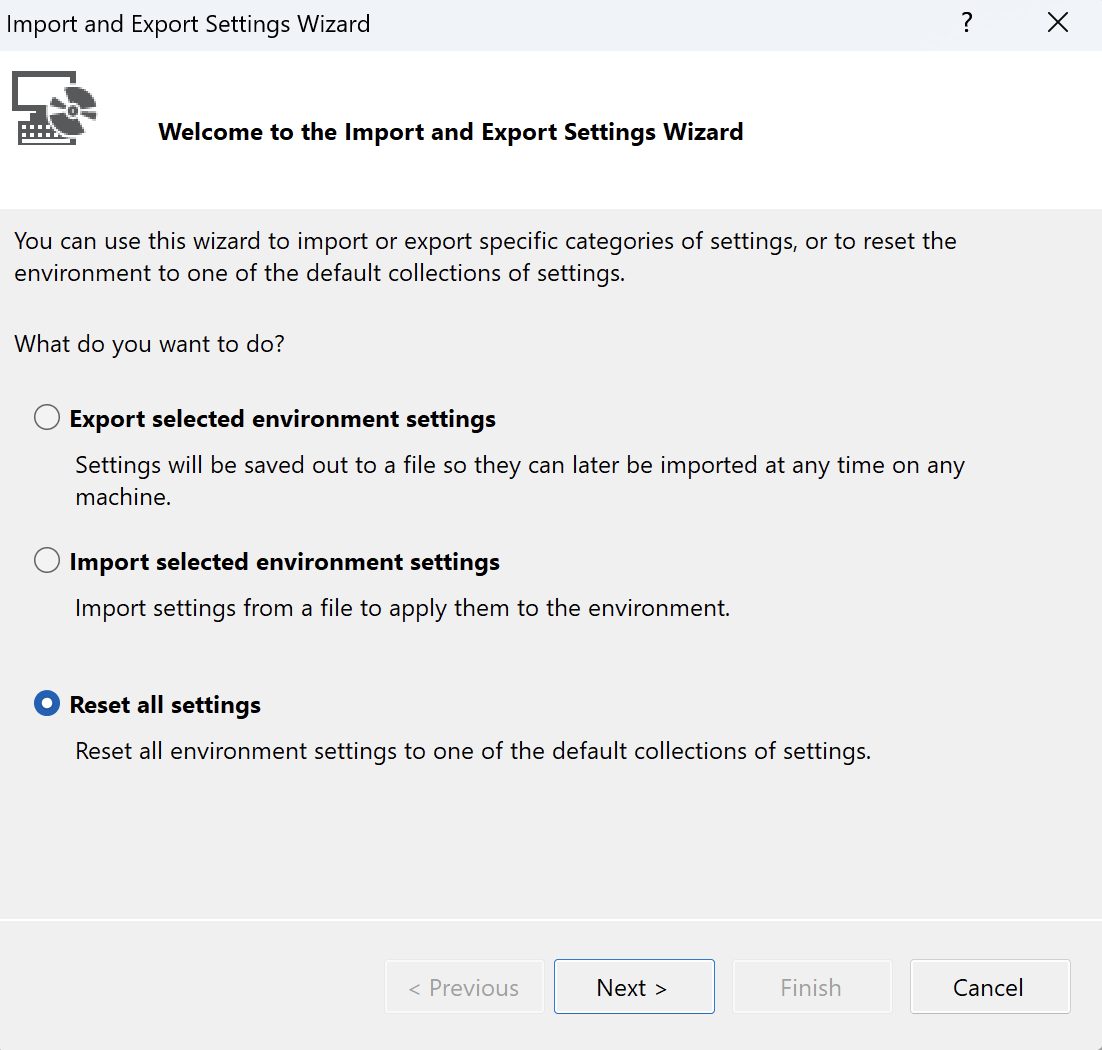 Import and Export Settings Wizard
?
Welcome to the Import and Export Settings Wizard
You can use this wizard to import or export specific categories of settings, or to reset the
environment to one of the default collections of settings.
What do you want to do?
Export selected environment settings
Settings will be saved out to a file so they can later be imported at any time on any
machine.
Import selected environment settings
Import settings from a file to apply them to the environment.
Reset all settings
Reset all environment settings to one of the default collections of settings.
< Previous Next > Finish Cancel